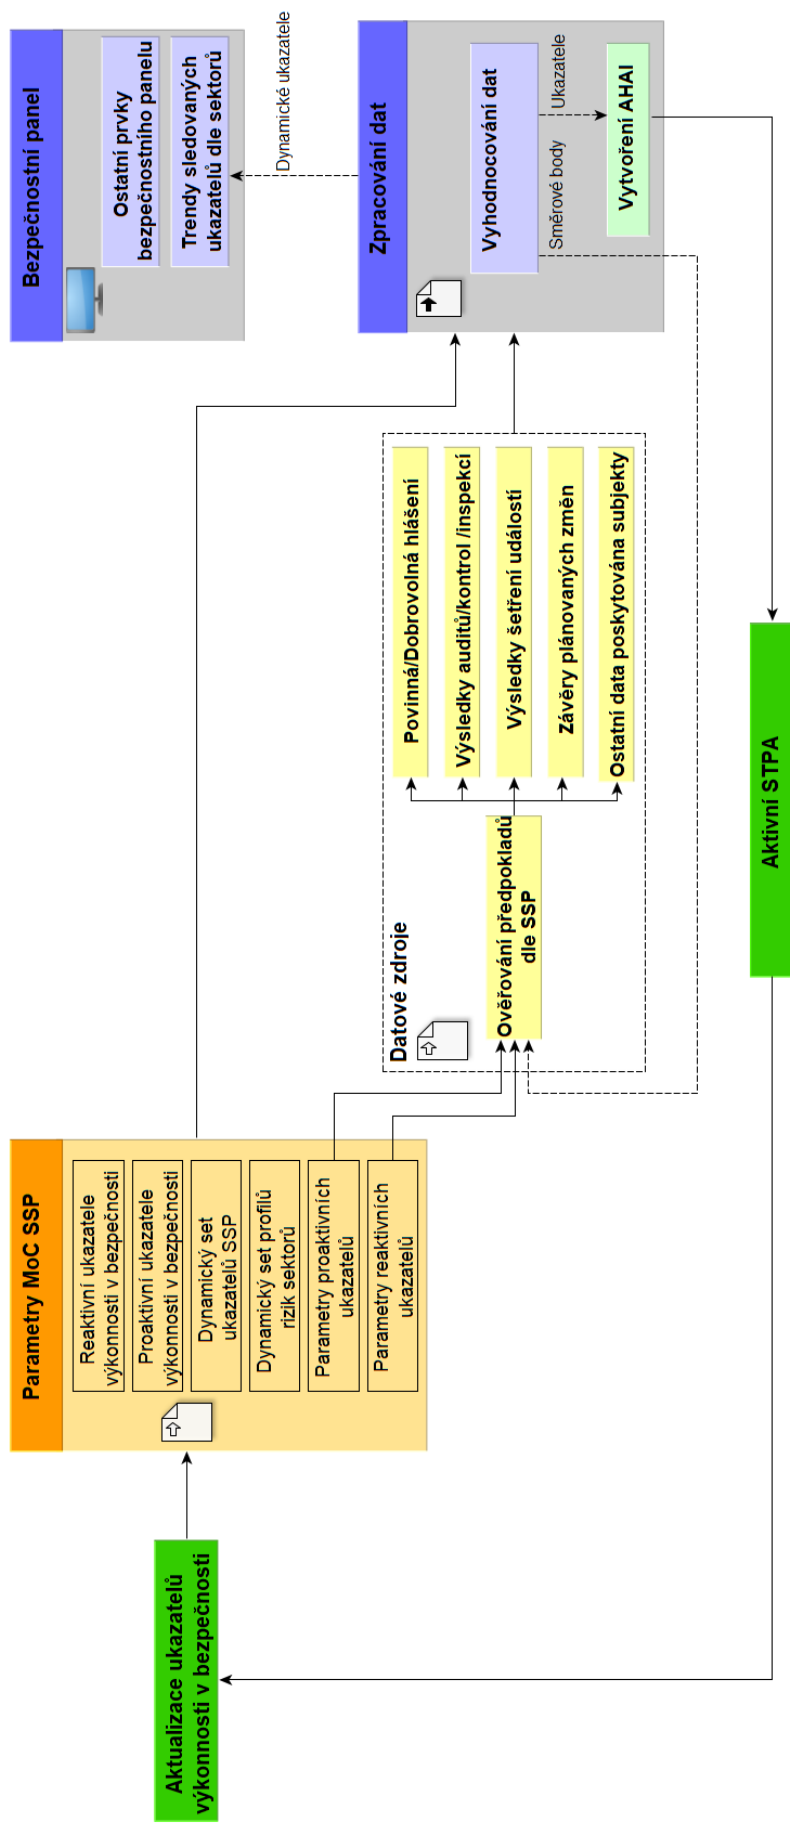 Aktualizace ukazatelů
výkonnosti v bezpečnosti
Parametry MoC SSP
Reaktivní ukazatele
výkonnosti v bezpečnosti
Proaktivní ukazatele
výkonnosti v bezpečnosti
Dynamický set
ukazatelů SSP
Dynamický set profilů
rizik sektorů
Parametry proaktivních
ukazatelů
Parametry reaktivních
ukazatelů
Datové zdroje
Ověřování předpokladů
dle SSP
Povinná/Dobrovolná hlášení
Výsledky auditů/kontrol /inspekcí
Výsledky šetření událostí
Závěry plánovaných změn
Ostatní data poskytována subjekty
Bezpečnostní panel
Ostatní prvky
bezpečnostního panelu
Trendy sledovaných
ukazatelů dle sektorů
Dynamické ukazatele
Zpracování dat
Vyhodnocování dat
Směrové body
Ukazatele
Vytvoření AHAI
Aktivní STPA